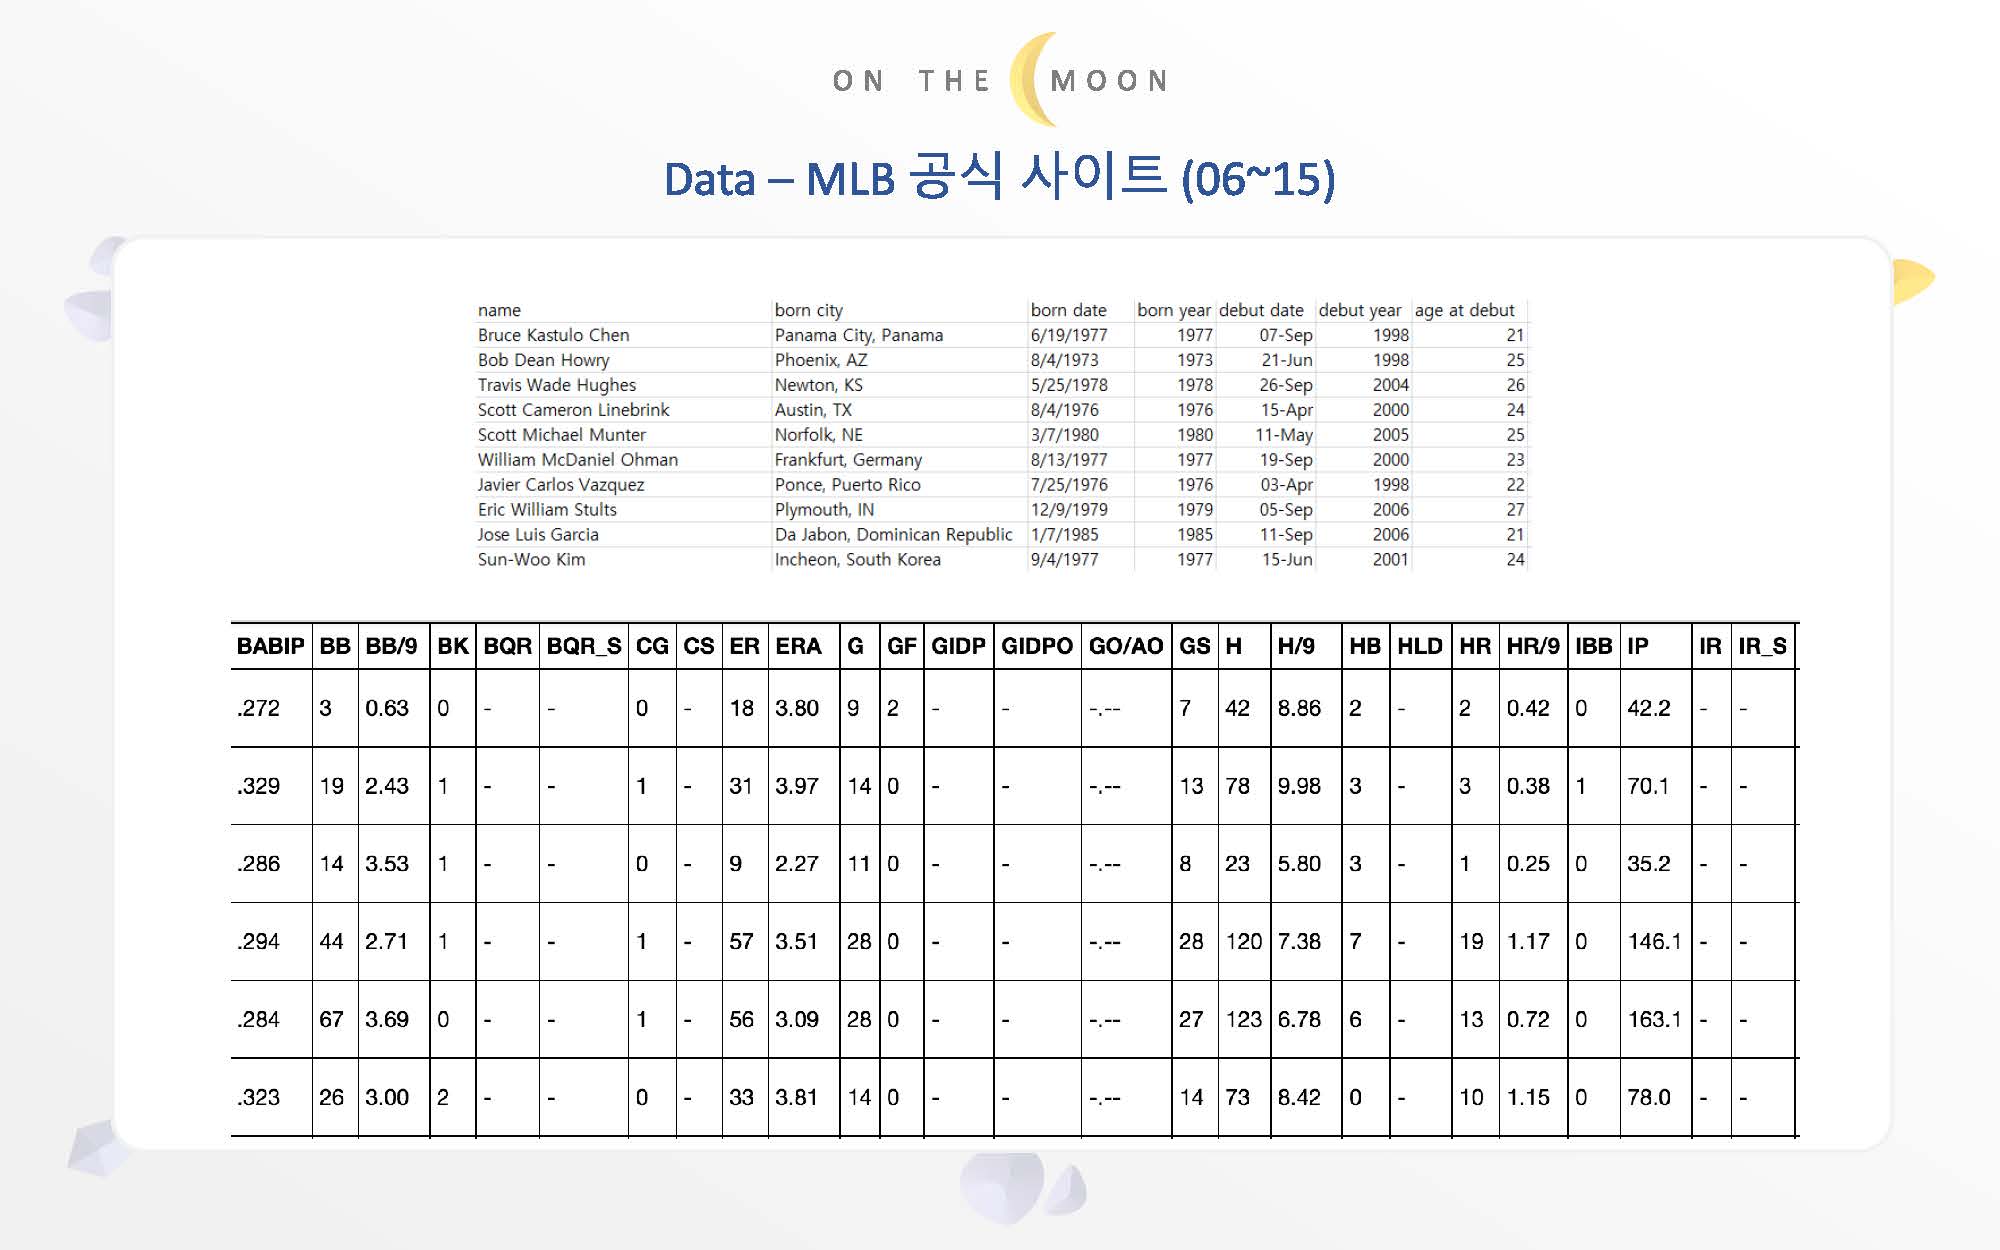 ON THE MOON
Data – MLB 공식 사이트 (06~15)
name born city born date born year debut date debut year age at debut
Bruce Kastulo Chen Panama City, Panama 6/19/1977 1977 07-Sep 1998 21
Bob Dean Howry Phoenix, AZ 8/4/1973 1973 21-Jun 1998 25
Travis Wade Hughes Newton, KS 5/25/1978 1978 26-Sep 2004 26
Scott Cameron Linebrink Austin, TX 8/4/1976 1976 15-Apr 2000 24
Scott Michael Munter Norfolk, NE 3/7/1980 1980 11-May 2005 25
William McDaniel Ohman Frankfurt, Germany 8/13/1977 1977 19-Sep 2000 23
Javier Carlos Vazquez Ponce, Puerto Rico 7/25/1976 1976 03-Apr 1998 22
Eric William Stults Plymouth, IN 12/9/1979 1979 05-Sep 2006 27
Jose Luis Garcia Da Jabon, Dominican Republic 1/7/1985 1985 11-Sep 2006 21
Sun-Woo Kim Incheon, South Korea 9/4/1977 1977 15-Jun 2001 24
BABIP BB BB/9 BK BQR BQR_S CG CS ER ERA G GF GIDP GIDPO GO/AO GS H H/9 HB HLD HR HR/9 IBB IP IR IR_S
.272 3 0.63 0 - - 0 - 18 3.80 9 2 - - -.-- 7 42 8.86 2 - 2 0.42 0 42.2 - -
.329 19 2.43 1 - - 1 - 31 3.97 14 0 - - -.-- 13 78 9.98 3 - 3 0.38 1 70.1 - -
.286 14 3.53 1 - - 0 - 9 2.27 11 0 - - -.-- 8 23 5.80 3 - 1 0.25 0 35.2 - -
.294 44 2.71 1 - - 1 - 57 3.51 28 0 - - -.-- 28 120 7.38 7 - 19 1.17 0 146.1 - -
.284 67 3.69 0 - - 1 - 56 3.09 28 0 - - -.-- 27 123 6.78 6 - 13 0.72 0 163.1 - -
.323 26 3.00 2 - - 0 - 33 3.81 14 0 - - -.-- 14 73 8.42 0 - 10 1.15 0 78.0 - -